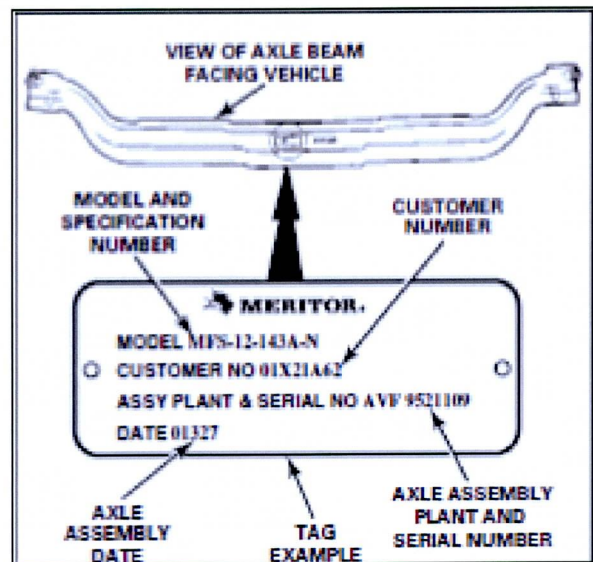 VIEW OF AXLE BEAM
FACING VEHICLE
MODEL AND
SPECIFICATION
NUMBER
CUSTOMER
NUMBER
MERITOR.
MODEL MFS-12-143A-N
CUSTOMER NO 01X21A62
ASSY PLANT & SERIAL NO AVF 9521109
DATE 01327
AXLE
ASSEMBLY
DATE
TAG
EXAMPLE
AXLE ASSEMBLY
PLANT AND
SERIAL NUMBER